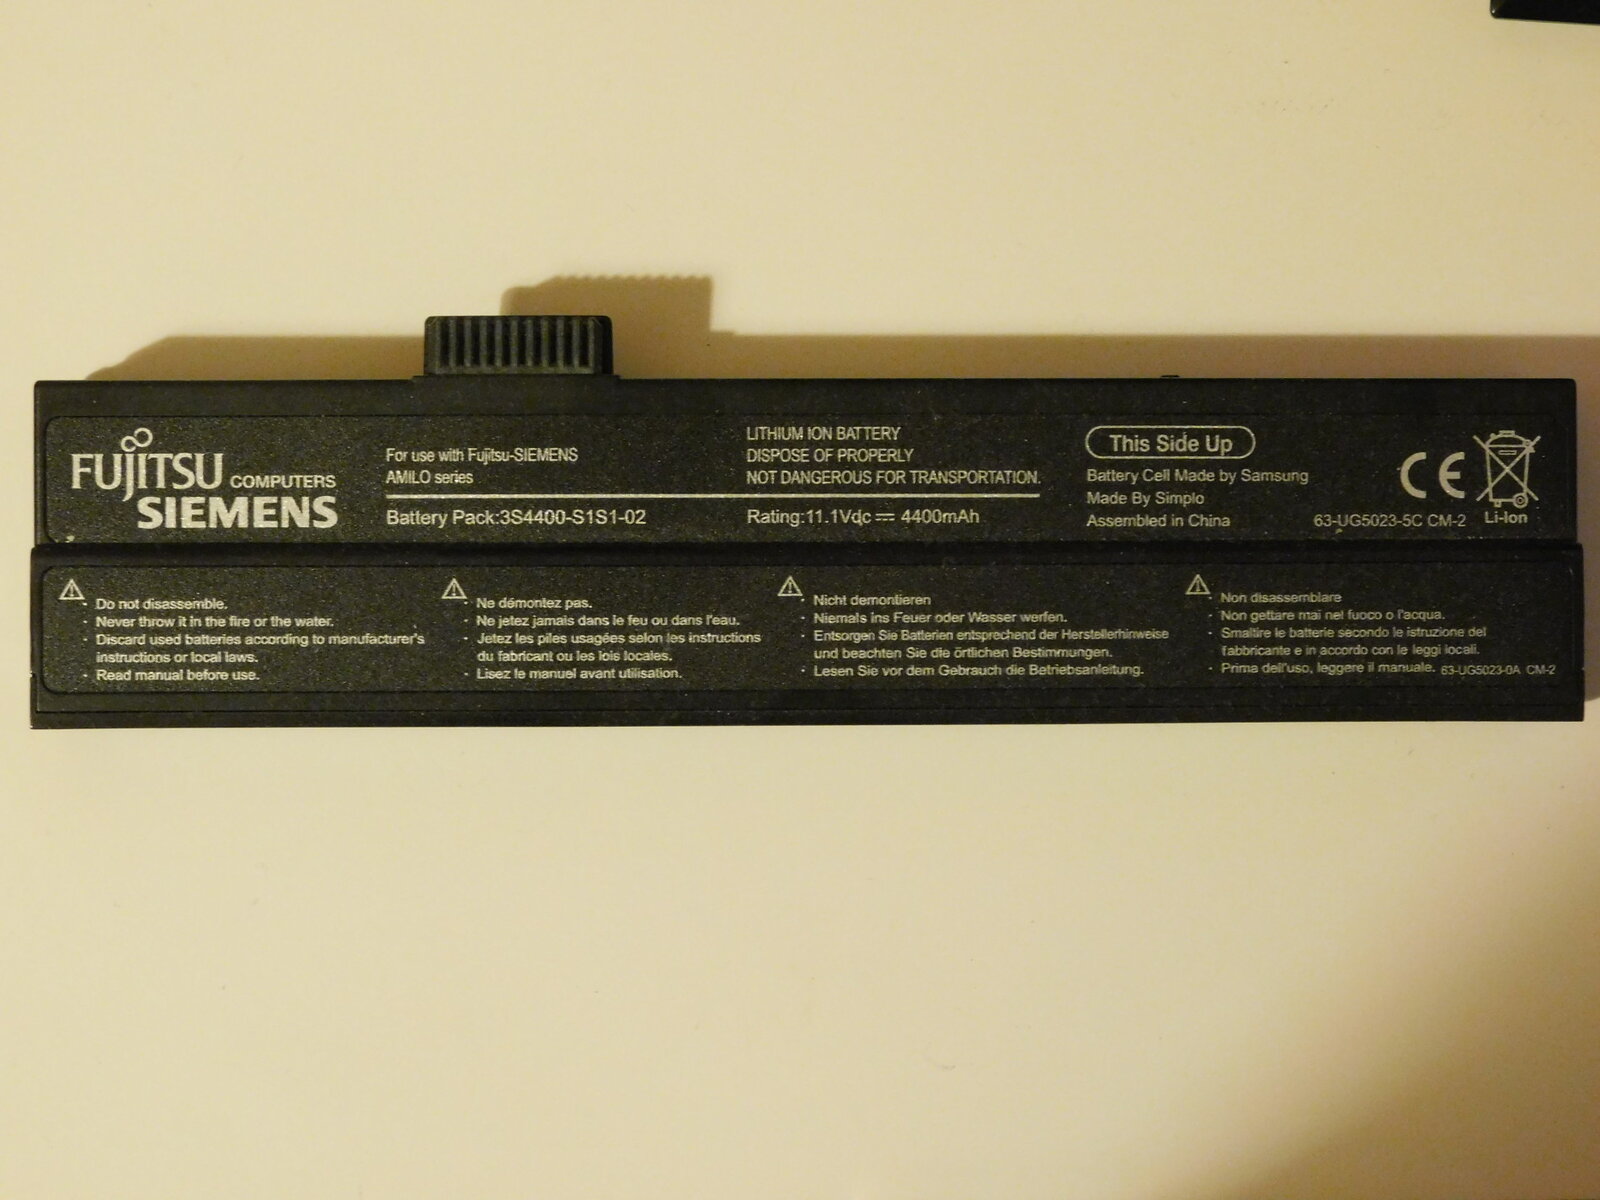 FUJITSU COMPUTERS
SIEMENS
For use with Fujitsu-SIEMENS
AMILO series
Battery Pack:3S4400-S1S1-02
LITHIUM ION BATTERY
DISPOSE OF PROPERLY
NOT DANGEROUS FOR TRANSPORTATION.
Rating:11.1Vdc ⎓ 4400mAh
This Side Up
Battery Cell Made by Samsung
Made By Simplo
Assembled in China
63-UG5023-5C CM-2
CE
Li-Ion
· Do not disassemble.
· Never throw it in the fire or the water.
· Discard used batteries according to manufacturer's
instructions or local laws.
· Read manual before use.
· Ne démontez pas.
· Ne jetez jamais dans le feu ou dans l'eau.
· Jetez les piles usagées selon les instructions
du fabricant ou les lois locales.
· Lisez le manuel avant utilisation.
· Nicht demontieren
· Niemals ins Feuer oder Wasser werfen.
· Entsorgen Sie Batterien entsprechend der Herstellerhinweise
und beachten Sie die örtlichen Bestimmungen.
· Lesen Sie vor dem Gebrauch die Betriebsanleitung.
· Non disassemblare
· Non gettare mai nel fuoco o l'acqua.
· Smaltire le batterie secondo le istruzione del
fabbricante e in accordo con le leggi locali.
· Prima dell'uso, leggere il manuale.
63-UG5023-0A CM-2